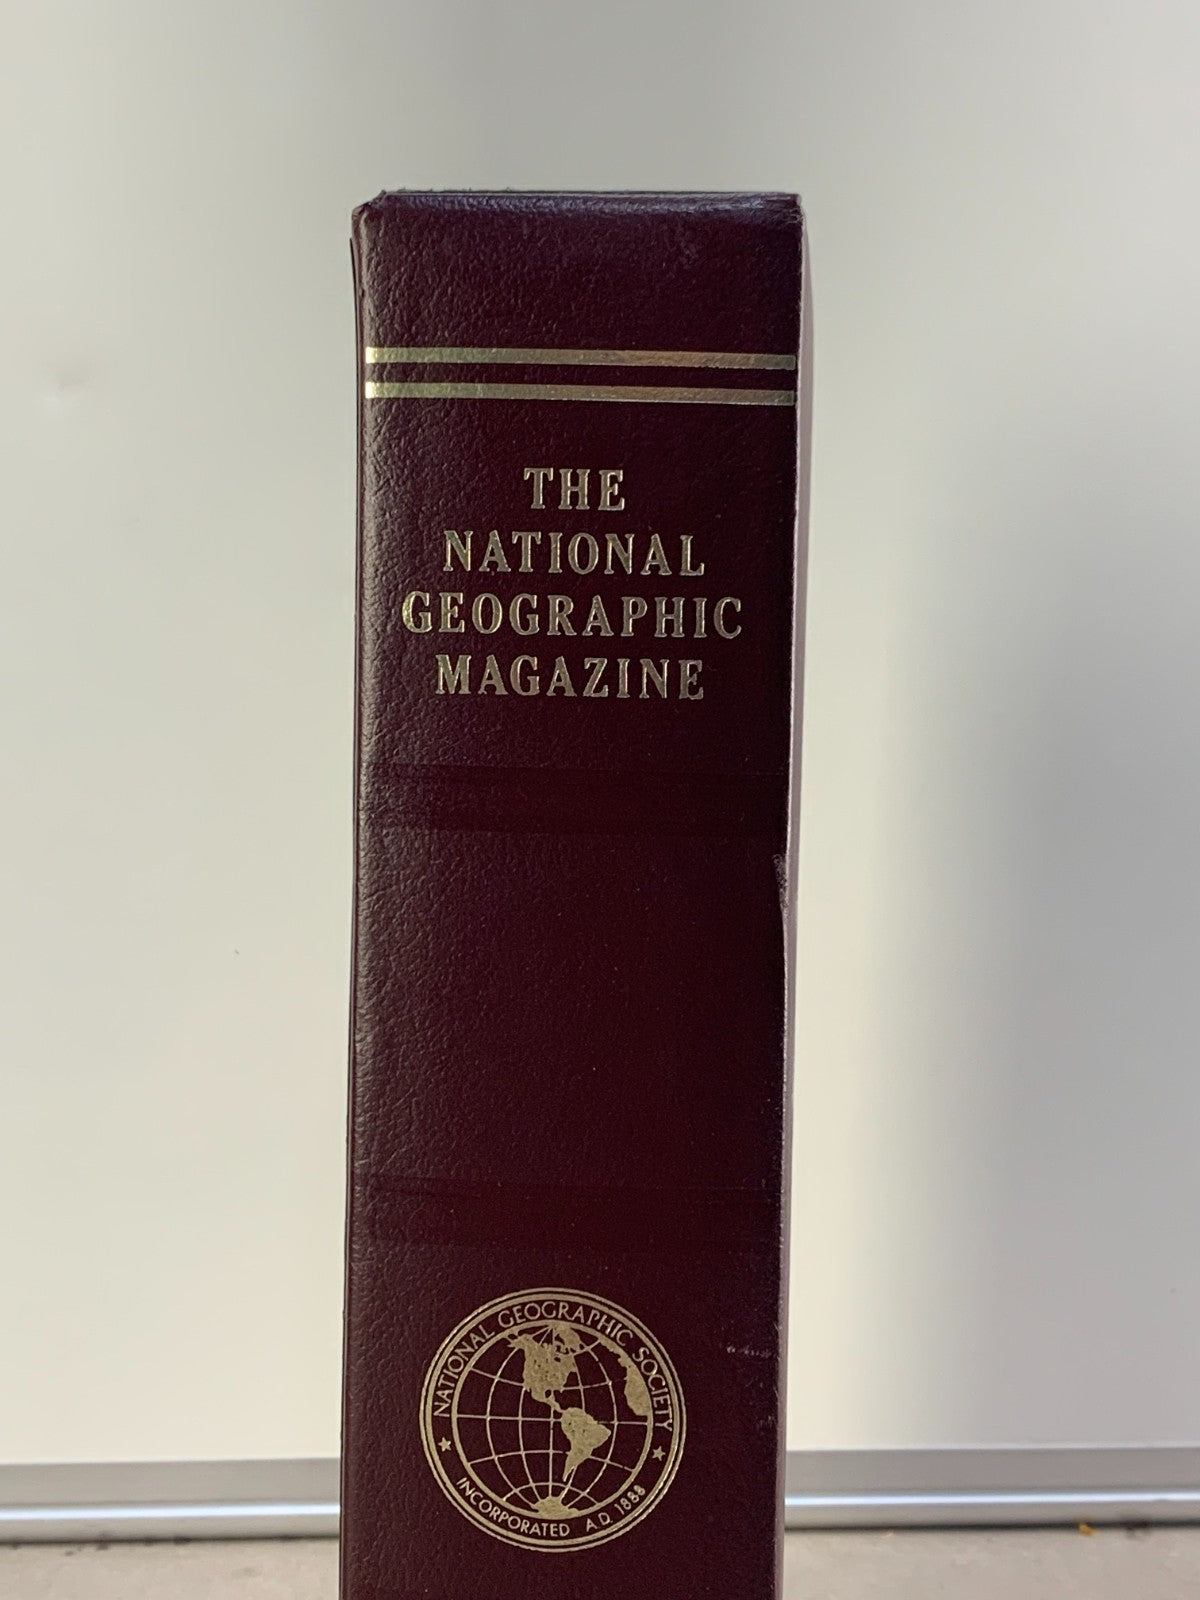 THE
NATIONAL
GEOGRAPHIC
MAGAZINE
NATIONAL GEOGRAPHIC SOCIETY
INCORPORATED A.D. 1888